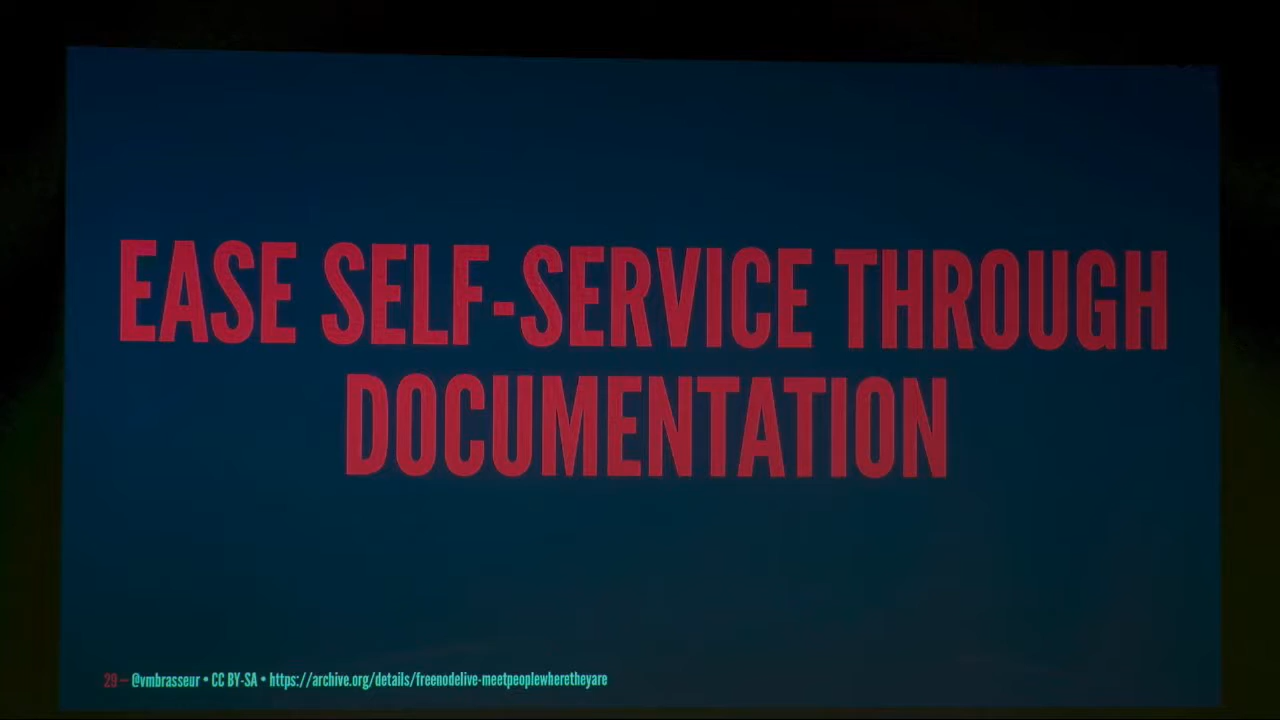 EASE SELF-SERVICE THROUGH
DOCUMENTATION
29 — @vmbrasseur • CC BY-SA • https://archive.org/details/freenodelive-meetpeoplewheretheyare